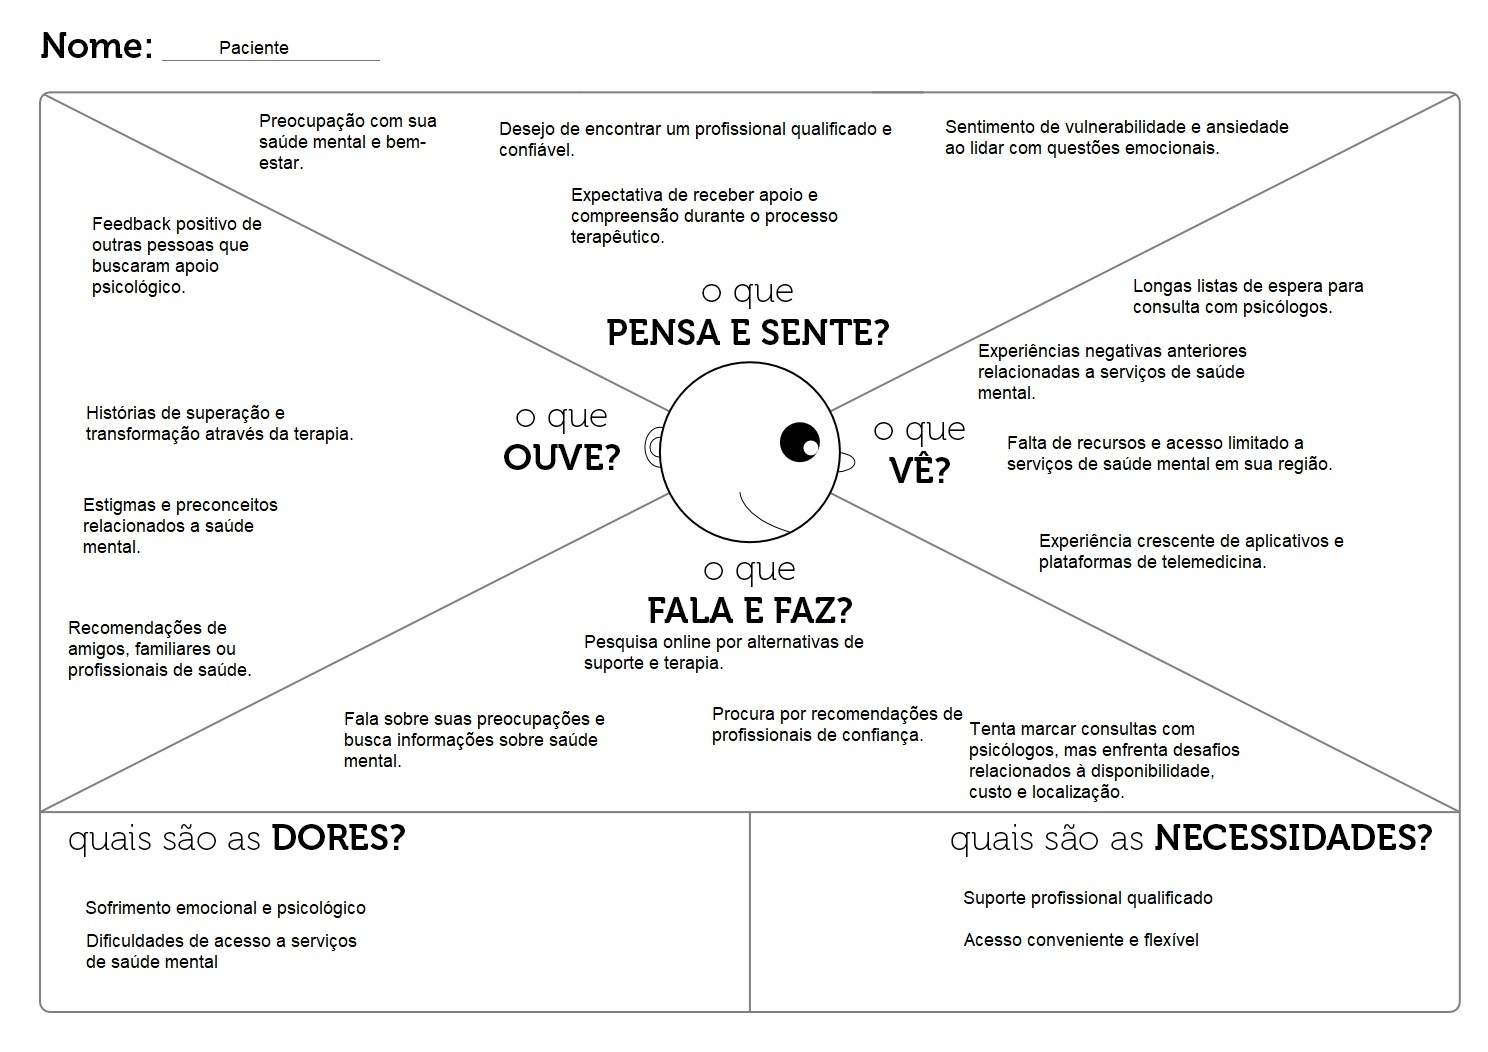 Nome: Paciente
Preocupação com sua
saúde mental e bem-
estar.
Desejo de encontrar um profissional qualificado e
confiável.
Sentimento de vulnerabilidade e ansiedade
ao lidar com questões emocionais.
Expectativa de receber apoio e
compreensão durante o processo
terapêutico.
o que
PENSA E SENTE?
Feedback positivo de
outras pessoas que
buscaram apoio
psicológico.
Histórias de superação e
transformação através da terapia.
Estigmas e preconceitos
relacionados a saúde
mental.
Recomendações de
amigos, familiares ou
profissionais de saúde.
o que
OUVE?
o que
VÊ?
Longas listas de espera para
consulta com psicólogos.
Experiências negativas anteriores
relacionadas a serviços de saúde
mental.
Falta de recursos e acesso limitado a
serviços de saúde mental em sua região.
Experiência crescente de aplicativos e
plataformas de telemedicina.
o que
FALA E FAZ?
Pesquisa online por alternativas de
suporte e terapia.
Fala sobre suas preocupações e
busca informações sobre saúde
mental.
Procura por recomendações de
profissionais de confiança.
Tenta marcar consultas com
psicólogos, mas enfrenta desafios
relacionados à disponibilidade,
custo e localização.
quais são as DORES?
Sofrimento emocional e psicológico
Dificuldades de acesso a serviços
de saúde mental
quais são as NECESSIDADES?
Suporte profissional qualificado
Acesso conveniente e flexível